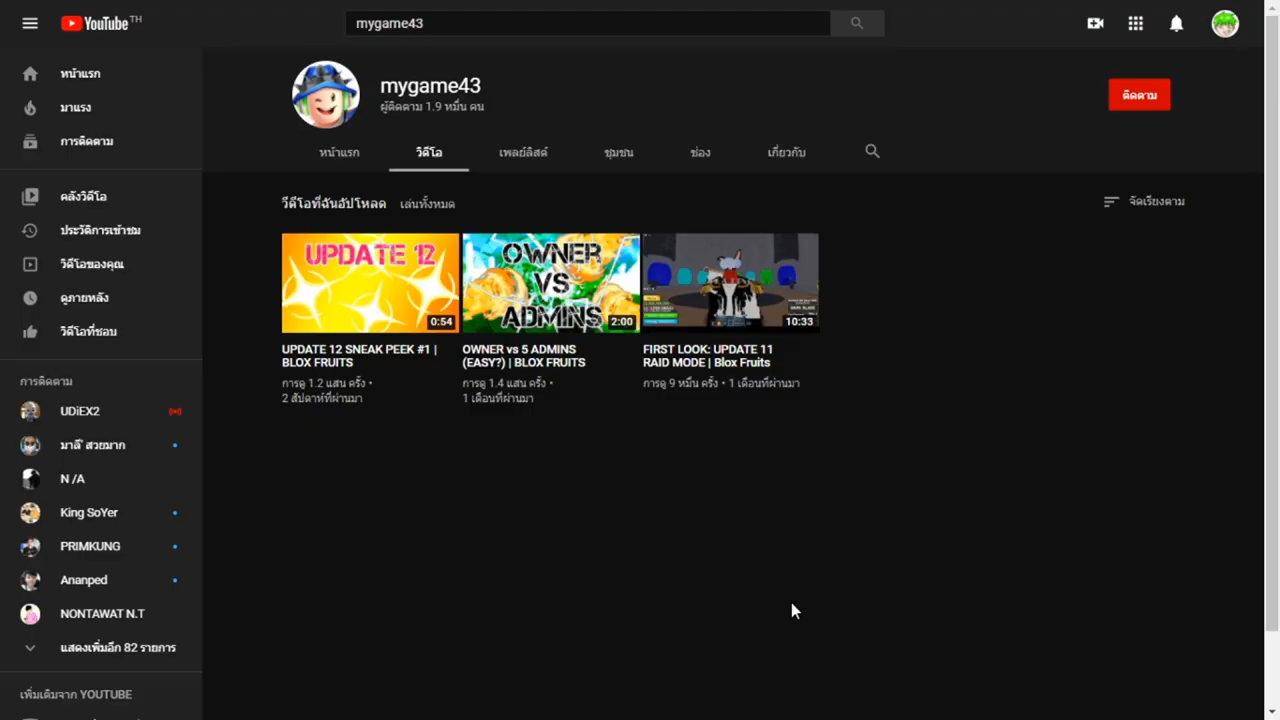 YouTube TH
mygame43
หน้าแรก
มาแรง
การติดตาม
คลังวิดีโอ
ประวัติการเข้าชม
วิดีโอของคุณ
ดูภายหลัง
วิดีโอที่ชอบ
การติดตาม
UDiEX2
มาลี' สวยมาก
N /A
King SoYer
PRIMKUNG
Ananped
NONTAWAT N.T
แสดงเพิ่มอีก 82 รายการ
เพิ่มเติมจาก YOUTUBE
mygame43
ผู้ติดตาม 1.9 หมื่น คน
ติดตาม
หน้าแรก วิดีโอ เพลย์ลิสต์ ชุมชน ช่อง เกี่ยวกับ
วิดีโอที่ฉันอัปโหลด เล่นทั้งหมด
จัดเรียงตาม
UPDATE 12
0:54
UPDATE 12 SNEAK PEEK #1 |
BLOX FRUITS
การดู 1.2 แสน ครั้ง •
2 สัปดาห์ที่ผ่านมา
OWNER
VS
ADMINS
2:00
OWNER vs 5 ADMINS
(EASY?) | BLOX FRUITS
การดู 1.4 แสน ครั้ง •
1 เดือนที่ผ่านมา
10:33
FIRST LOOK: UPDATE 11
RAID MODE | Blox Fruits
การดู 9 หมื่น ครั้ง • 1 เดือนที่ผ่านมา